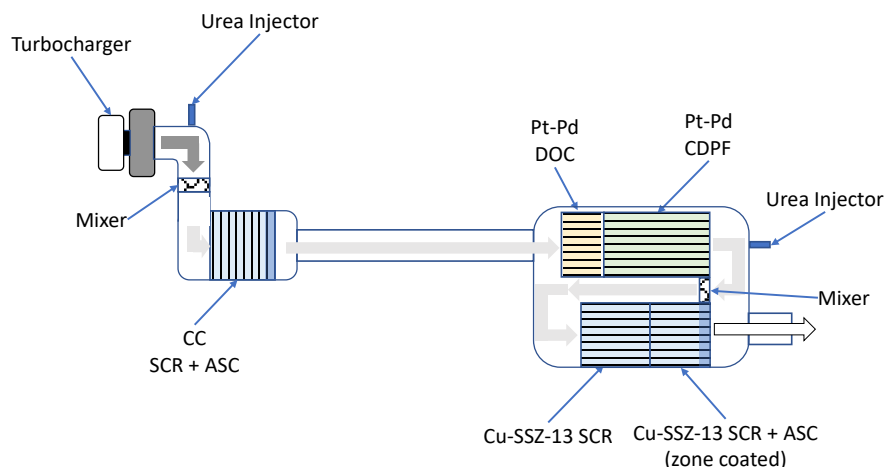 Urea Injector
Turbocharger
Pt-Pd
DOC
Pt-Pd
CDPF
Urea Injector
Mixer
Mixer
CC
SCR + ASC
Cu-SSZ-13 SCR
Cu-SSZ-13 SCR + ASC
(zone coated)